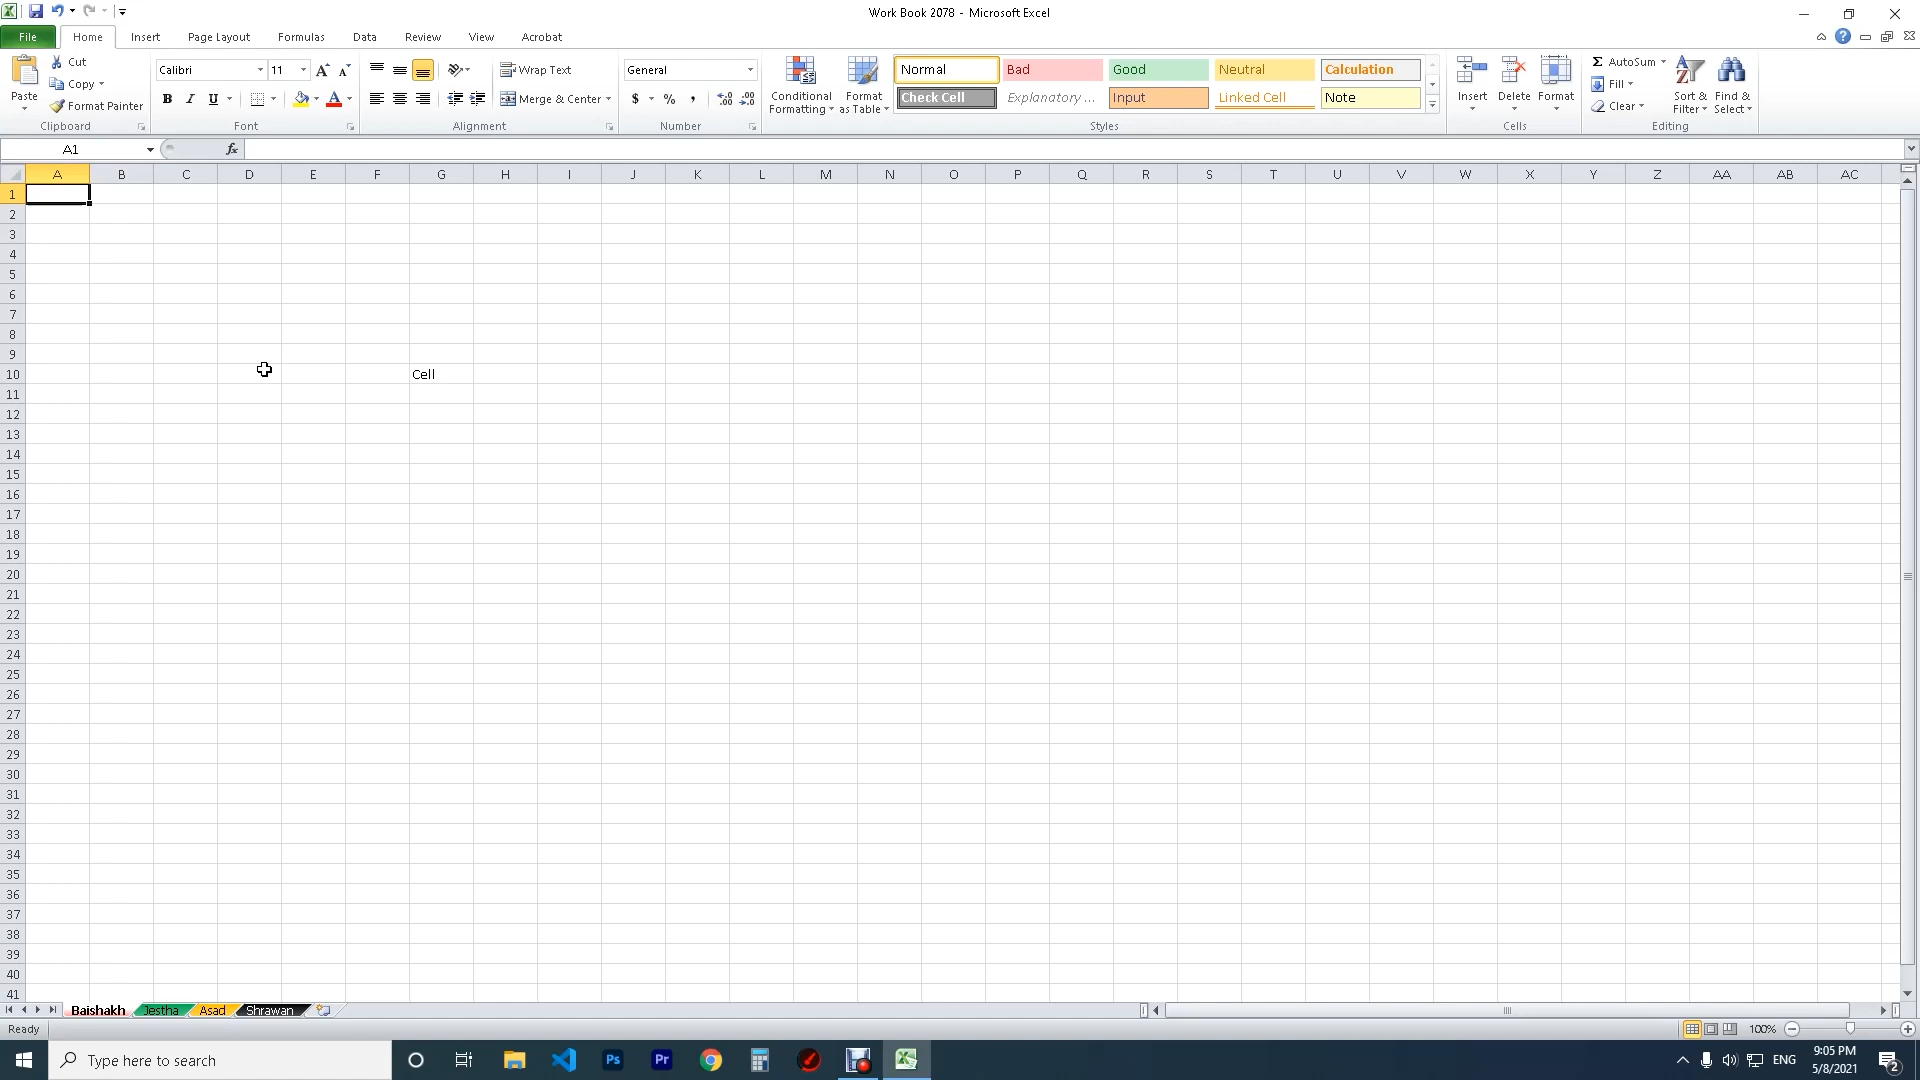 Work Book 2078 - Microsoft Excel
File Home Insert Page Layout Formulas Data Review View Acrobat
Paste
Cut
Copy
Format Painter
Clipboard
Calibri 11
B I U
Font
Wrap Text
Merge & Center
Alignment
General
$ % ,
Number
Conditional Formatting
Format as Table
Normal Bad Good Neutral Calculation
Check Cell Explanatory ... Input Linked Cell Note
Styles
Insert Delete Format
Cells
Σ AutoSum
Fill
Clear
Sort & Filter
Find & Select
Editing
A1 fx
A B C D E F G H I J K L M N O P Q R S T U V W X Y Z AA AB AC
1
2
3
4
5
6
7
8
9
10 Cell
11
12
13
14
15
16
17
18
19
20
21
22
23
24
25
26
27
28
29
30
31
32
33
34
35
36
37
38
39
40
41
Baishakh Jestha Asad Shrawan
Ready 100%
Type here to search
Ps Pr
ENG
9:05 PM
5/8/2021
2